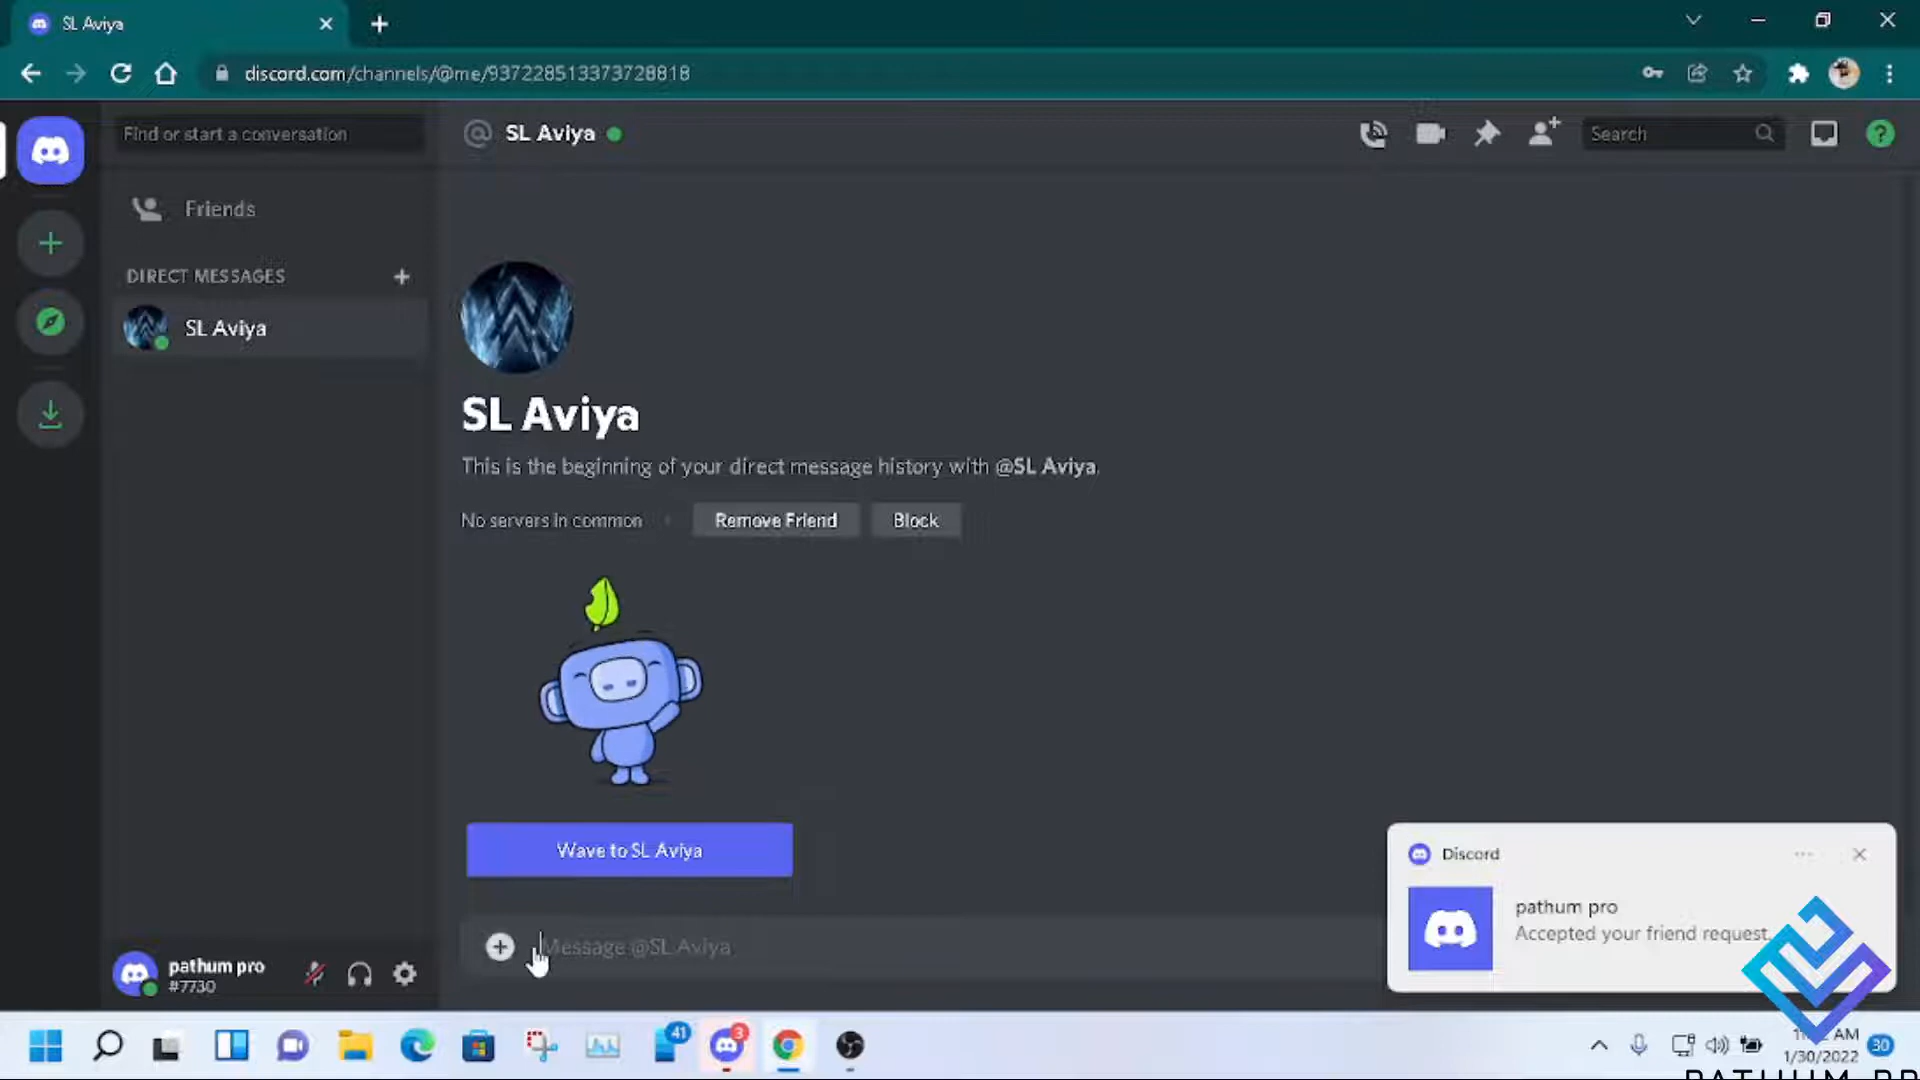 SL Aviya
discord.com/channels/@me/937228513373728818
Find or start a conversation
SL Aviya
Search
Friends
DIRECT MESSAGES
SL Aviya
SL Aviya
This is the beginning of your direct message history with @SL Aviya.
No servers in common
Remove Friend
Block
Wave to SL Aviya
Message @SL Aviya
Discord
pathum pro
Accepted your friend request.
pathum pro
#7730
41
3
AM
1/30/2022
30